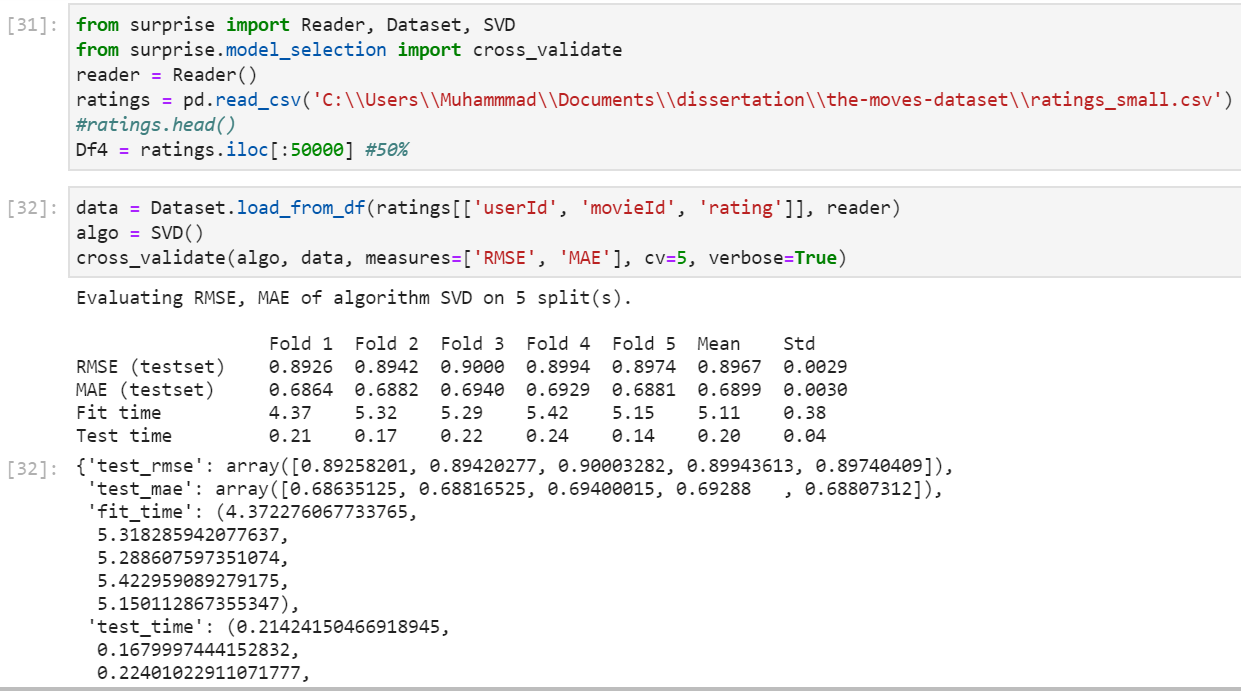 [31]: from surprise import Reader, Dataset, SVD
from surprise.model_selection import cross_validate
reader = Reader()
ratings = pd.read_csv('C:\\Users\\Muhammmad\\Documents\\dissertation\\the-moves-dataset\\ratings_small.csv')
#ratings.head()
Df4 = ratings.iloc[:50000] #50%
[32]: data = Dataset.load_from_df(ratings[['userId', 'movieId', 'rating']], reader)
algo = SVD()
cross_validate(algo, data, measures=['RMSE', 'MAE'], cv=5, verbose=True)
Evaluating RMSE, MAE of algorithm SVD on 5 split(s).
Fold 1 Fold 2 Fold 3 Fold 4 Fold 5 Mean Std
RMSE (testset) 0.8926 0.8942 0.9000 0.8994 0.8974 0.8967 0.0029
MAE (testset) 0.6864 0.6882 0.6940 0.6929 0.6881 0.6899 0.0030
Fit time 4.37 5.32 5.29 5.42 5.15 5.11 0.38
Test time 0.21 0.17 0.22 0.24 0.14 0.20 0.04
[32]: {'test_rmse': array([0.89258201, 0.89420277, 0.90003282, 0.89943613, 0.89740409]),
'test_mae': array([0.68635125, 0.68816525, 0.69400015, 0.69288   , 0.68807312]),
'fit_time': (4.372276067733765,
5.318285942077637,
5.288607597351074,
5.422959089279175,
5.150112867355347),
'test_time': (0.21424150466918945,
0.1679997444152832,
0.22401022911071777,